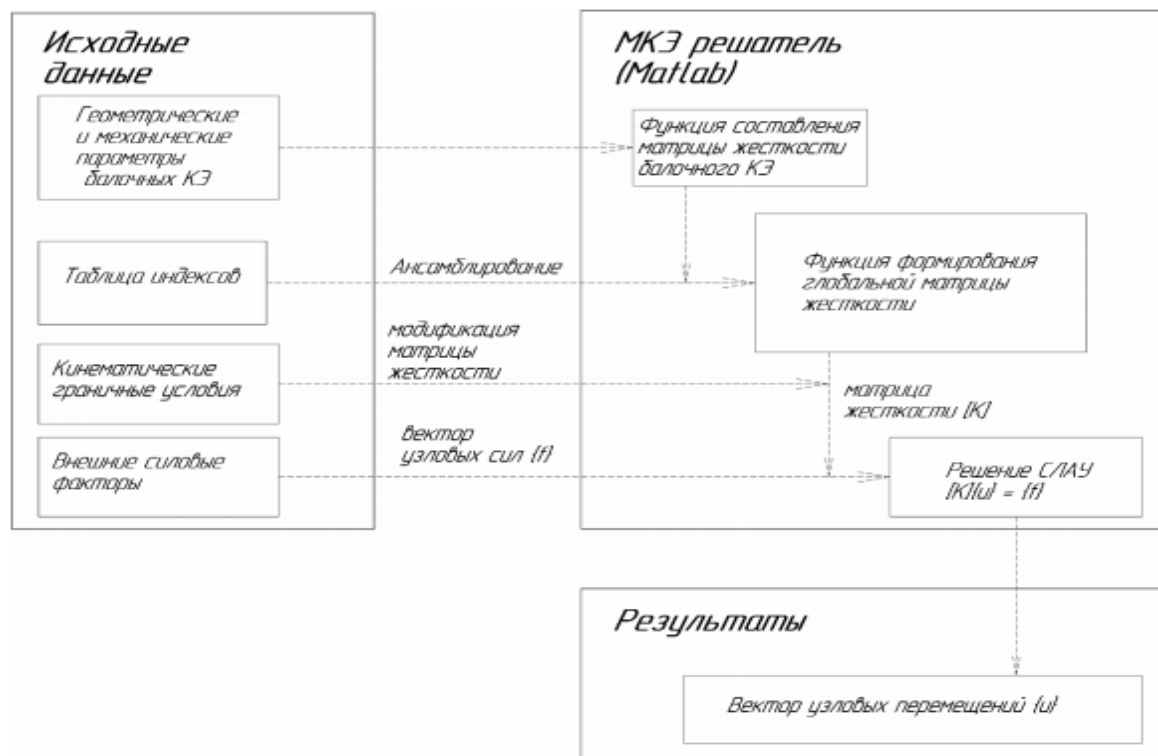 Исходные
данные
Геометрические
и механические
параметры
балочных КЭ
Таблица индексов
Кинематические
граничные условия
Внешние силовые
факторы
Ансамблирование
модификация
матрицы
жесткости
вектор
узловых сил {f}
МКЭ решатель
(Matlab)
Функция составления
матрицы жесткости
балочного КЭ
Функция формирования
глобальной матрицы
жесткости
матрица
жесткости [K]
Решение СЛАУ
[K]{u} = {f}
Результаты
Вектор узловых перемещений {u}